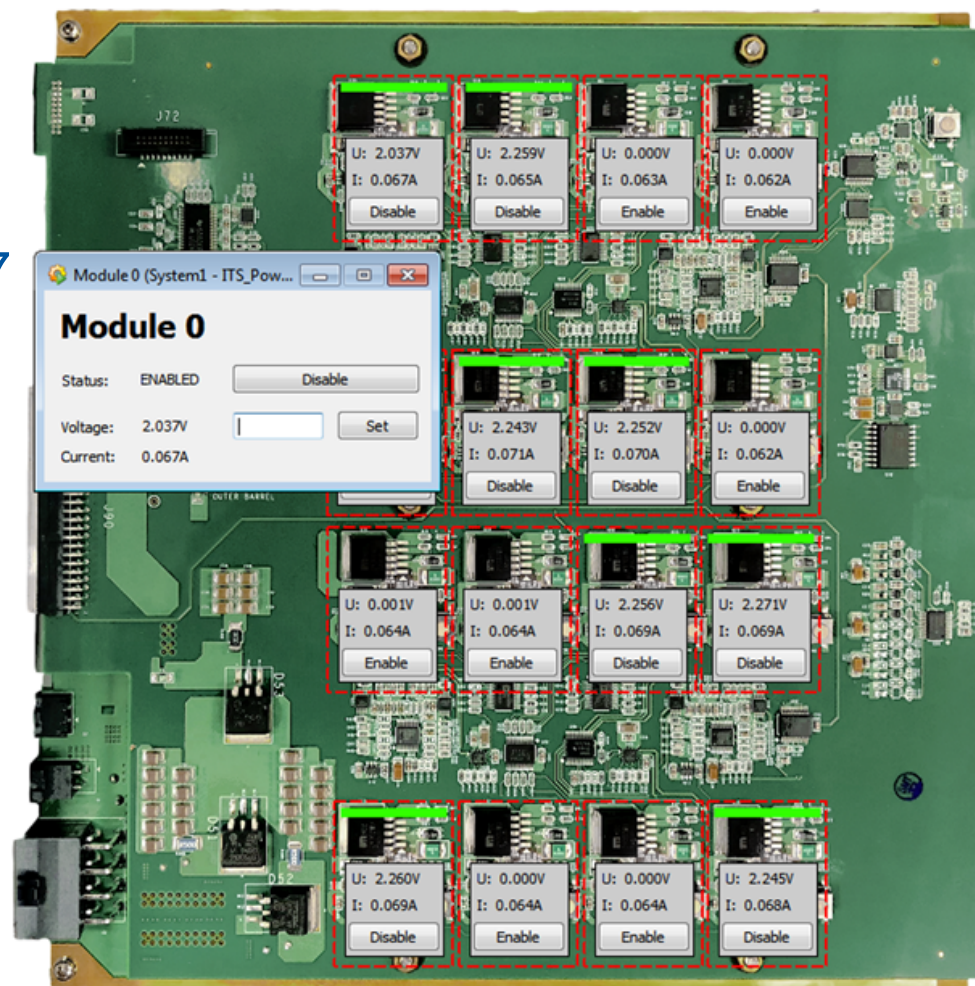 J72
U: 2.037V
I: 0.067A
Disable
U: 2.259V
I: 0.065A
Disable
U: 0.000V
I: 0.063A
Enable
U: 0.000V
I: 0.062A
Enable
7
Module 0 (System1 - ITS_Pow...
Module 0
Status: ENABLED Disable
Voltage: 2.037V Set
Current: 0.067A
U: 2.243V
I: 0.071A
Disable
U: 2.252V
I: 0.070A
Disable
U: 0.000V
I: 0.062A
Enable
OUTER BARREL
J90
U: 0.001V
I: 0.064A
Enable
U: 0.001V
I: 0.064A
Enable
U: 2.256V
I: 0.069A
Disable
U: 2.271V
I: 0.069A
Disable
D53
D51
D52
U: 2.260V
I: 0.069A
Disable
U: 0.000V
I: 0.064A
Enable
U: 0.000V
I: 0.064A
Enable
U: 2.245V
I: 0.068A
Disable